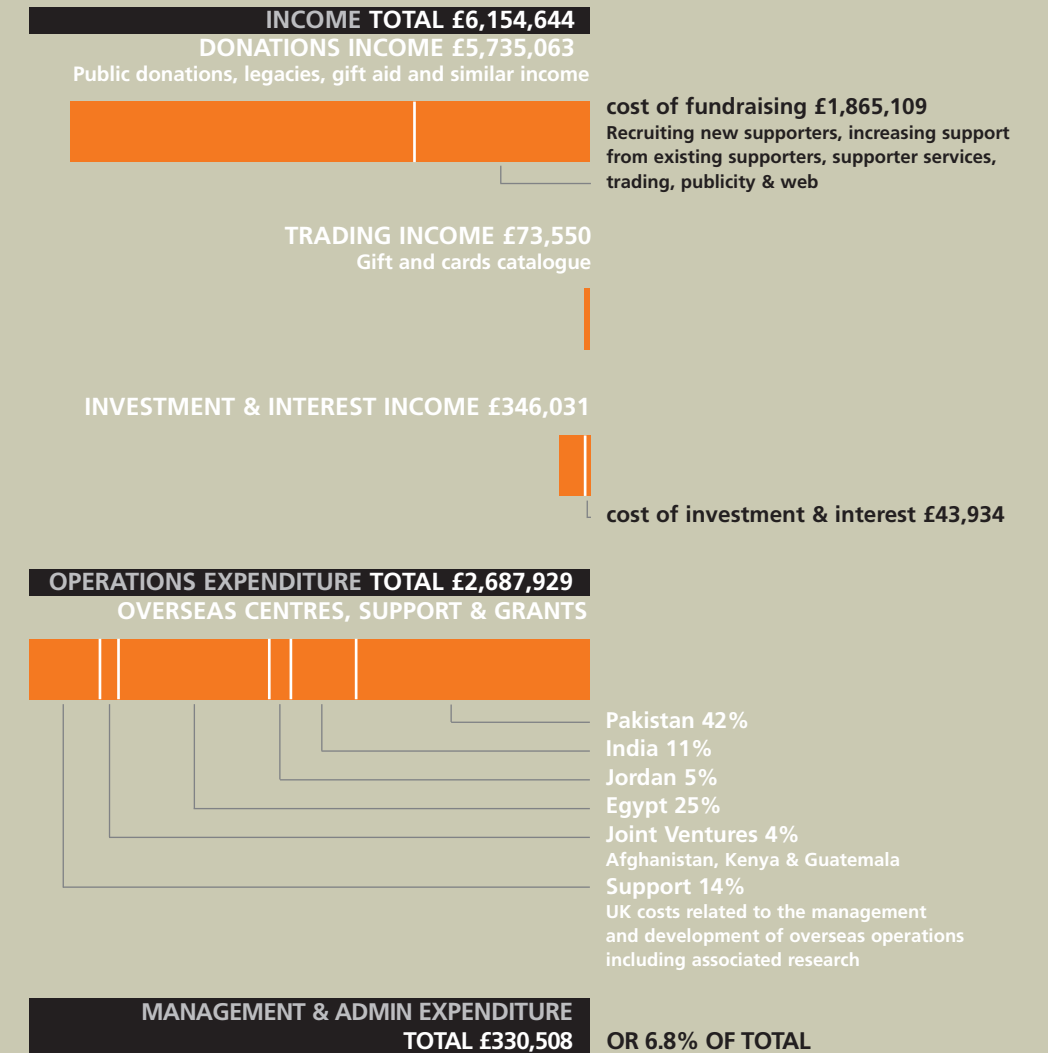 INCOME TOTAL £6,154,644
DONATIONS INCOME £5,735,063
Public donations, legacies, gift aid and similar income
cost of fundraising £1,865,109
Recruiting new supporters, increasing support
from existing supporters, supporter services,
trading, publicity & web
TRADING INCOME £73,550
Gift and cards catalogue
INVESTMENT & INTEREST INCOME £346,031
cost of investment & interest £43,934
OPERATIONS EXPENDITURE TOTAL £2,687,929
OVERSEAS CENTRES, SUPPORT & GRANTS
Pakistan 42%
India 11%
Jordan 5%
Egypt 25%
Joint Ventures 4%
Afghanistan, Kenya & Guatemala
Support 14%
UK costs related to the management
and development of overseas operations
including associated research
MANAGEMENT & ADMIN EXPENDITURE
TOTAL £330,508 OR 6.8% OF TOTAL